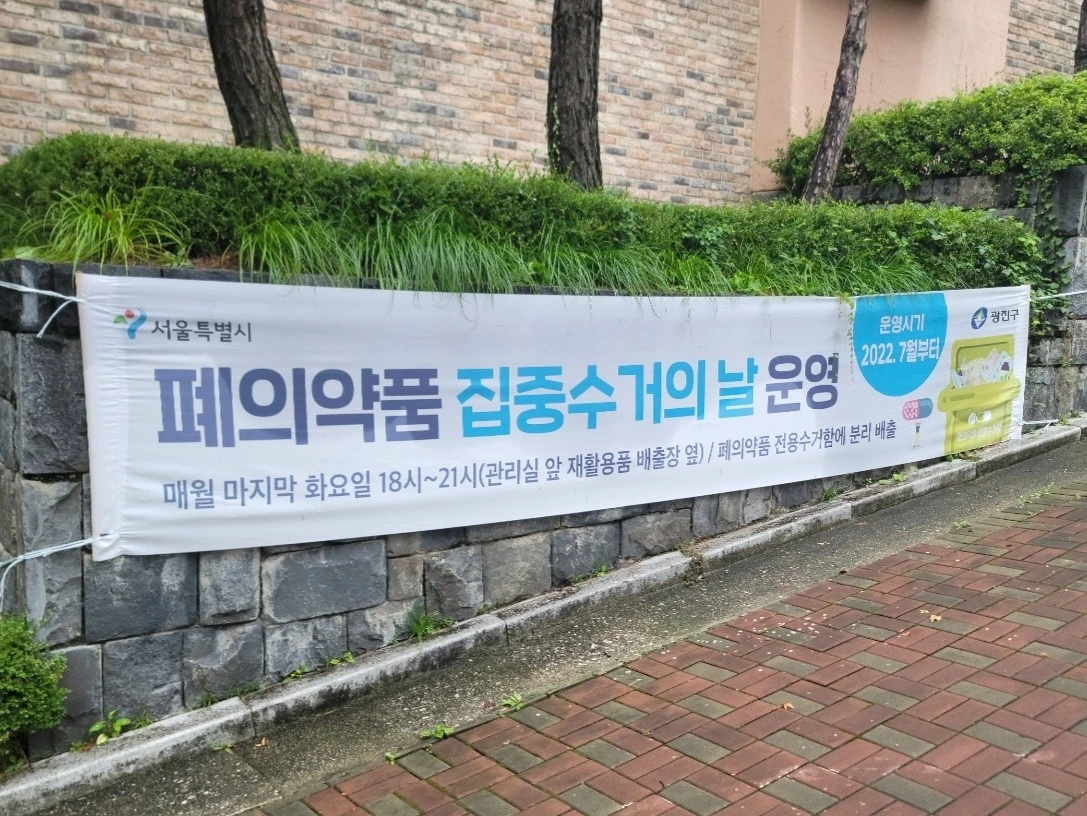 서울특별시
폐의약품 집중수거의 날 운영
매월 마지막 화요일 18시~21시(관리실 앞 재활용품 배출장 옆) / 폐의약품 전용수거함에 분리 배출
운영시기
2022. 7월부터
광진구